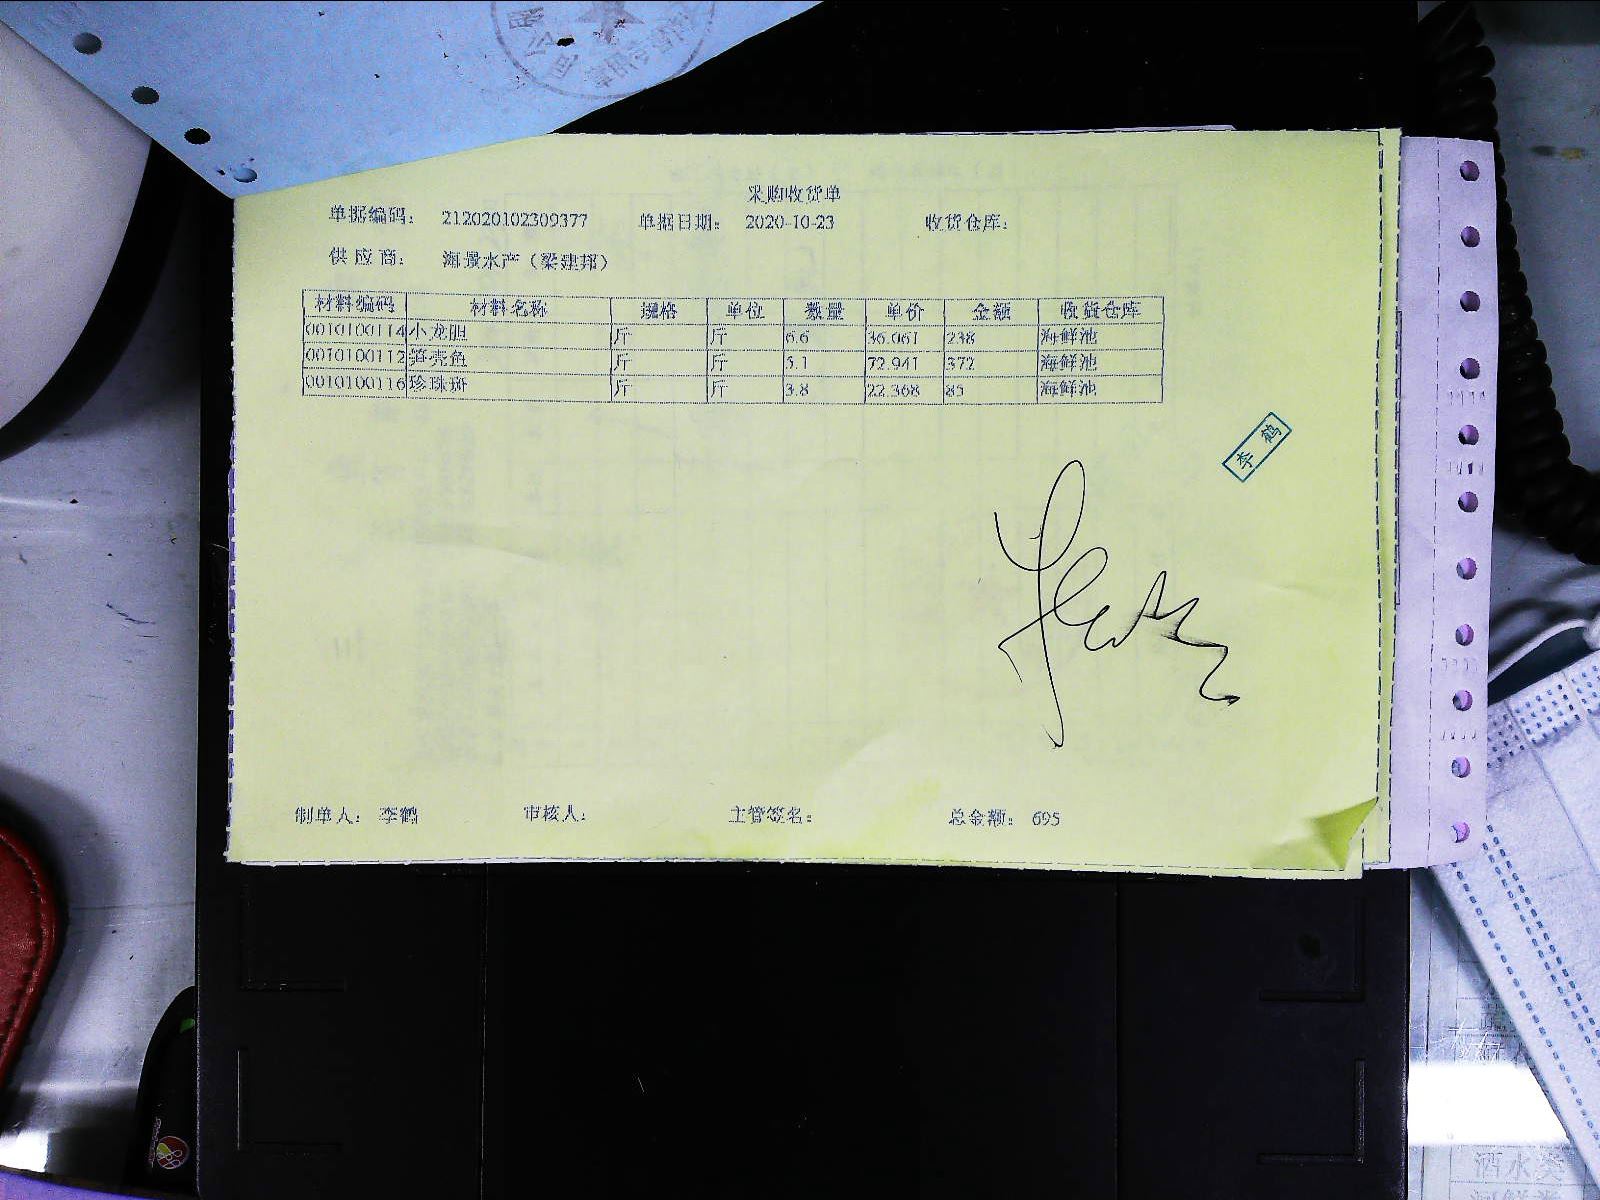 采购收货单
单据编码： 212020102309377 单据日期： 2020-10-23 收货仓库：
供应商： 海景水产（梁建邦）
材料编码 材料名称 规格 单位 数量 单价 金额 收货仓库
0010100114 小龙胆 斤 斤 6.6 36.061 238 海鲜池
0010100112 笋壳鱼 斤 斤 5.1 72.941 372 海鲜池
0010100116 珍珠斑 斤 斤 3.8 22.368 85 海鲜池
李鹤
制单人： 李鹤 审核人： 主管签名： 总金额： 695
酒水类